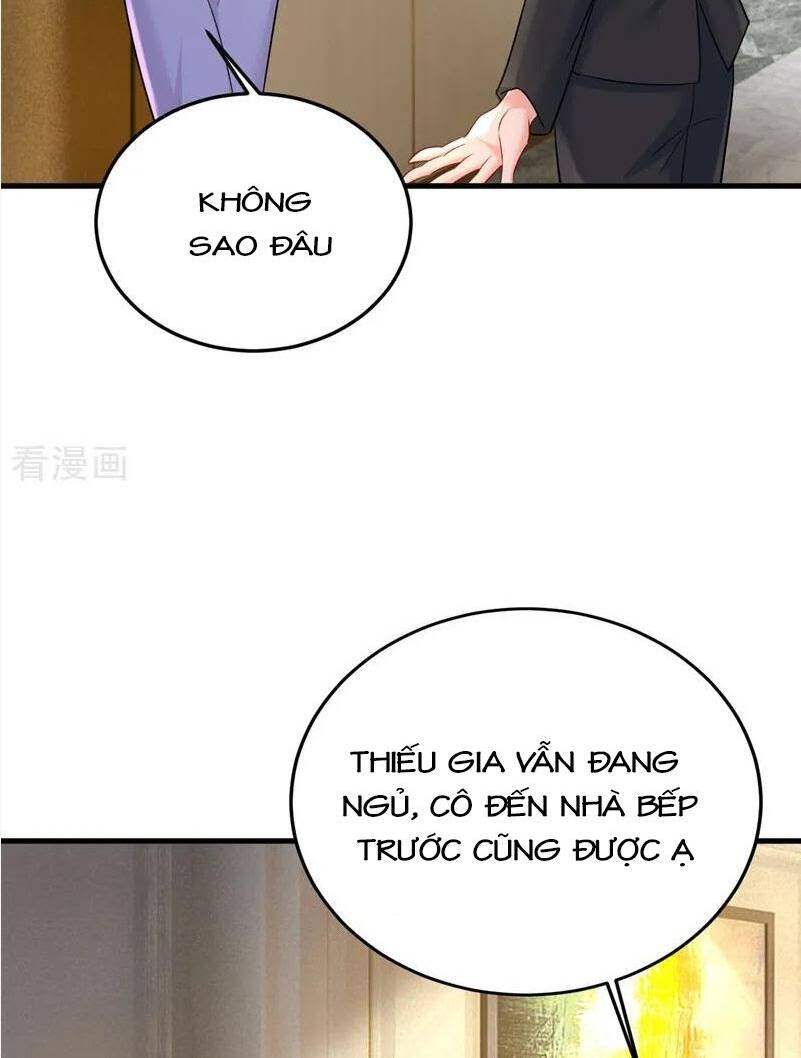 KHÔNG
SAO ĐÂU
看漫画
THIẾU GIA VẪN ĐANG
NGỦ, CÔ ĐẾN NHÀ BẾP
TRƯỚC CŨNG ĐƯỢC Ạ